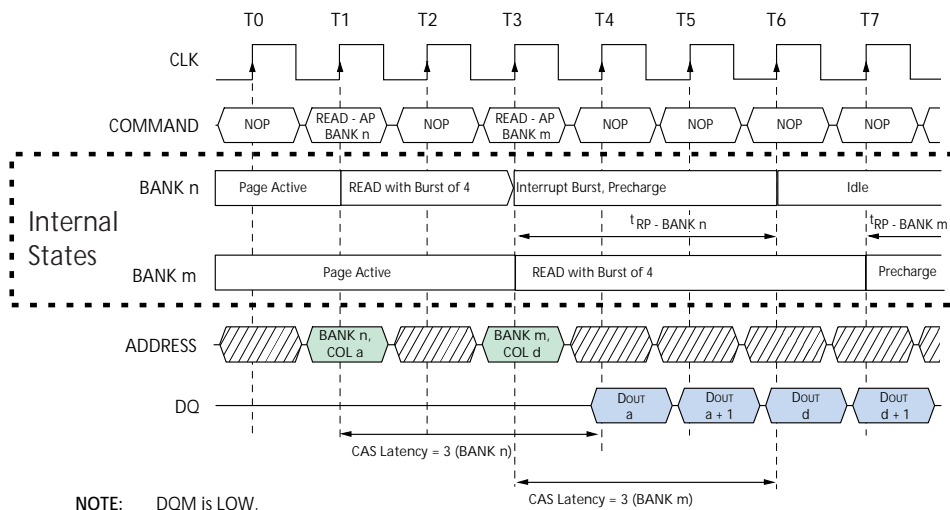 T0 T1 T2 T3 T4 T5 T6 T7
CLK
COMMAND NOP READ - AP BANK n NOP READ - AP BANK m NOP NOP NOP NOP
Internal States
BANK n Page Active READ with Burst of 4 Interrupt Burst, Precharge Idle
tRP - BANK n tRP - BANK m
BANK m Page Active READ with Burst of 4 Precharge
ADDRESS BANK n, COL a BANK m, COL d
DQ DOUT a DOUT a + 1 DOUT d DOUT d + 1
CAS Latency = 3 (BANK n)
CAS Latency = 3 (BANK m)
NOTE: DQM is LOW.